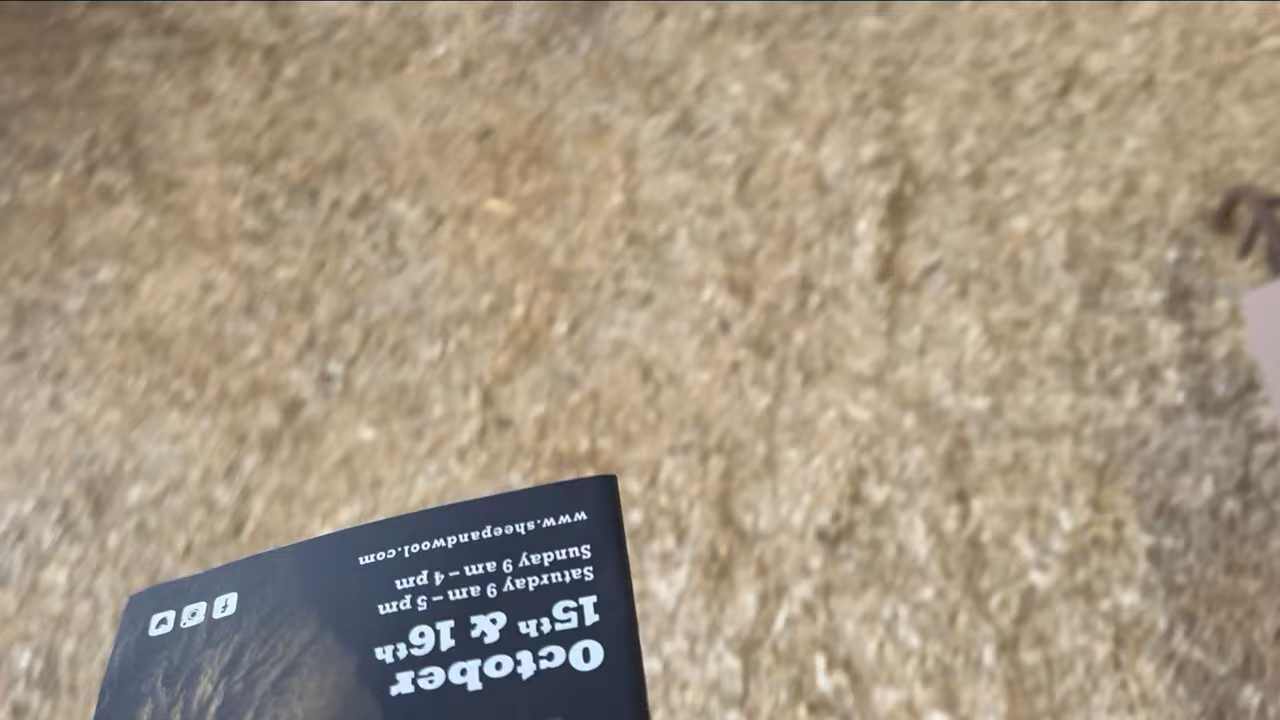 October
15th & 16th
Saturday 9 am – 5 pm
Sunday 9 am – 4 pm
www.sheepandwool.com